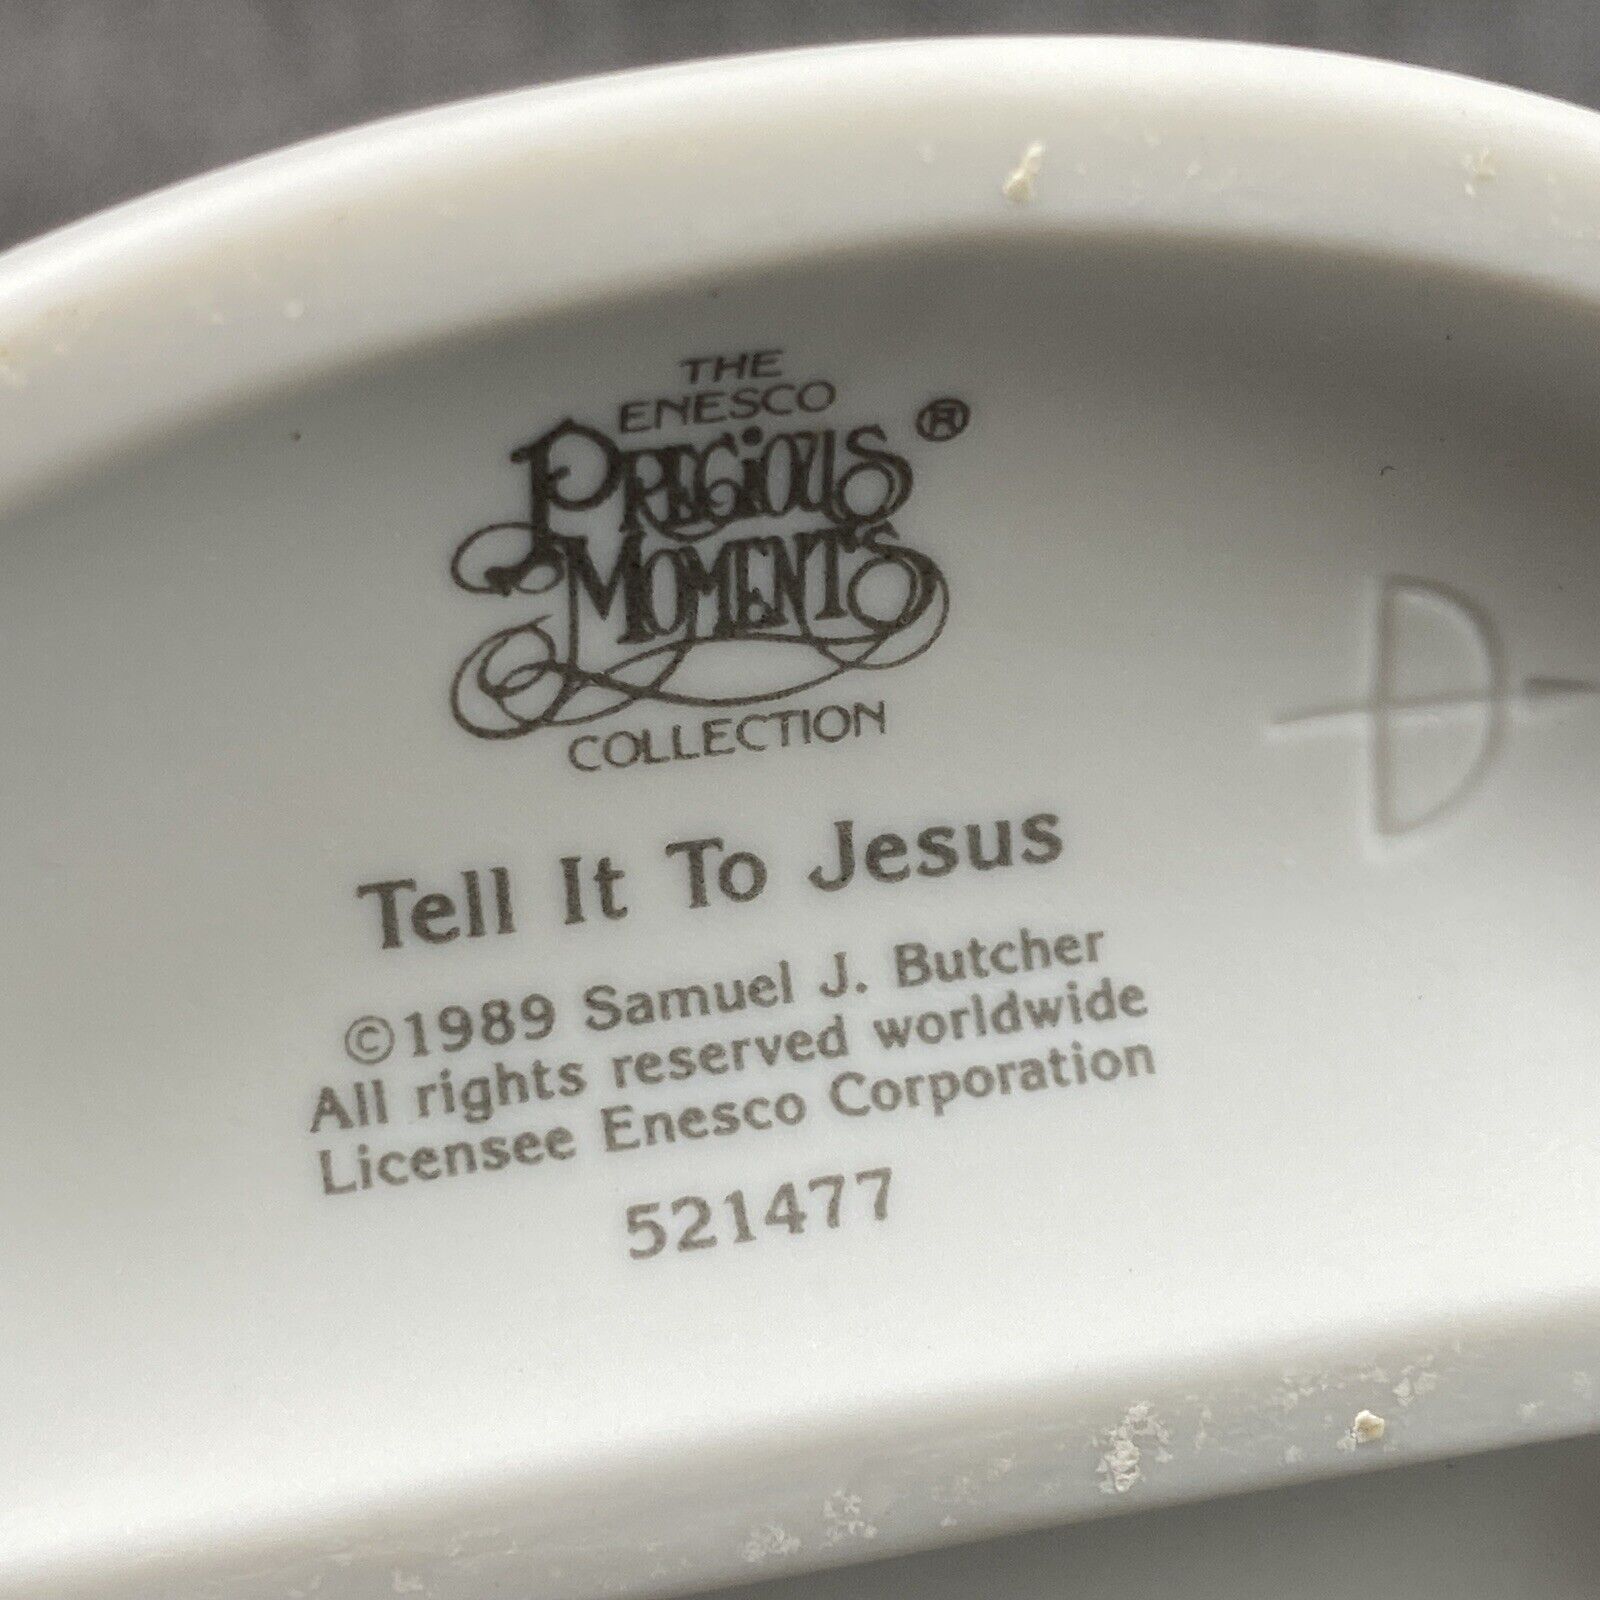 THE
ENESCO
PRECIOUS ®
MOMENTS
COLLECTION
Tell It To Jesus
©1989 Samuel J. Butcher
All rights reserved worldwide
Licensee Enesco Corporation
521477
D